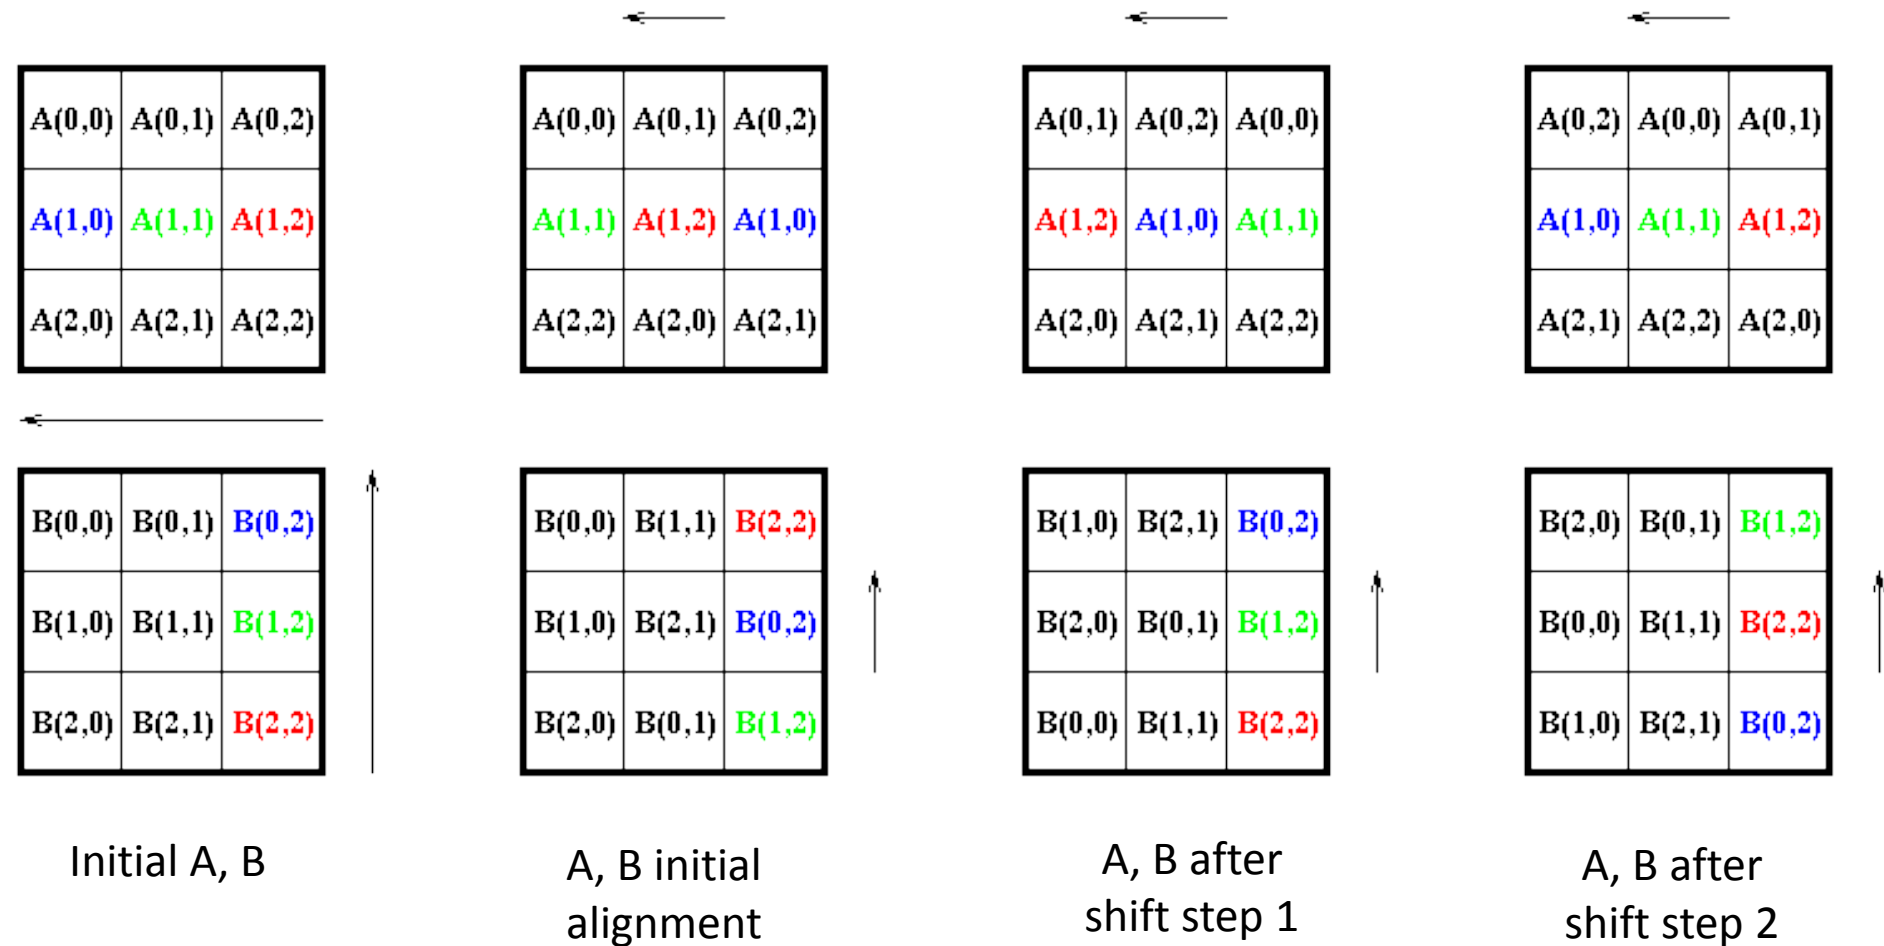 A(0,0) A(0,1) A(0,2) A(0,0) A(0,1) A(0,2) A(0,1) A(0,2) A(0,0) A(0,2) A(0,0) A(0,1)
A(1,0) A(1,1) A(1,2) A(1,1) A(1,2) A(1,0) A(1,2) A(1,0) A(1,1) A(1,0) A(1,1) A(1,2)
A(2,0) A(2,1) A(2,2) A(2,2) A(2,0) A(2,1) A(2,0) A(2,1) A(2,2) A(2,1) A(2,2) A(2,0)
B(0,0) B(0,1) B(0,2) B(0,0) B(1,1) B(2,2) B(1,0) B(2,1) B(0,2) B(2,0) B(0,1) B(1,2)
B(1,0) B(1,1) B(1,2) B(1,0) B(2,1) B(0,2) B(2,0) B(0,1) B(1,2) B(0,0) B(1,1) B(2,2)
B(2,0) B(2,1) B(2,2) B(2,0) B(0,1) B(1,2) B(0,0) B(1,1) B(2,2) B(1,0) B(2,1) B(0,2)
Initial A, B
A, B initial
alignment
A, B after
shift step 1
A, B after
shift step 2